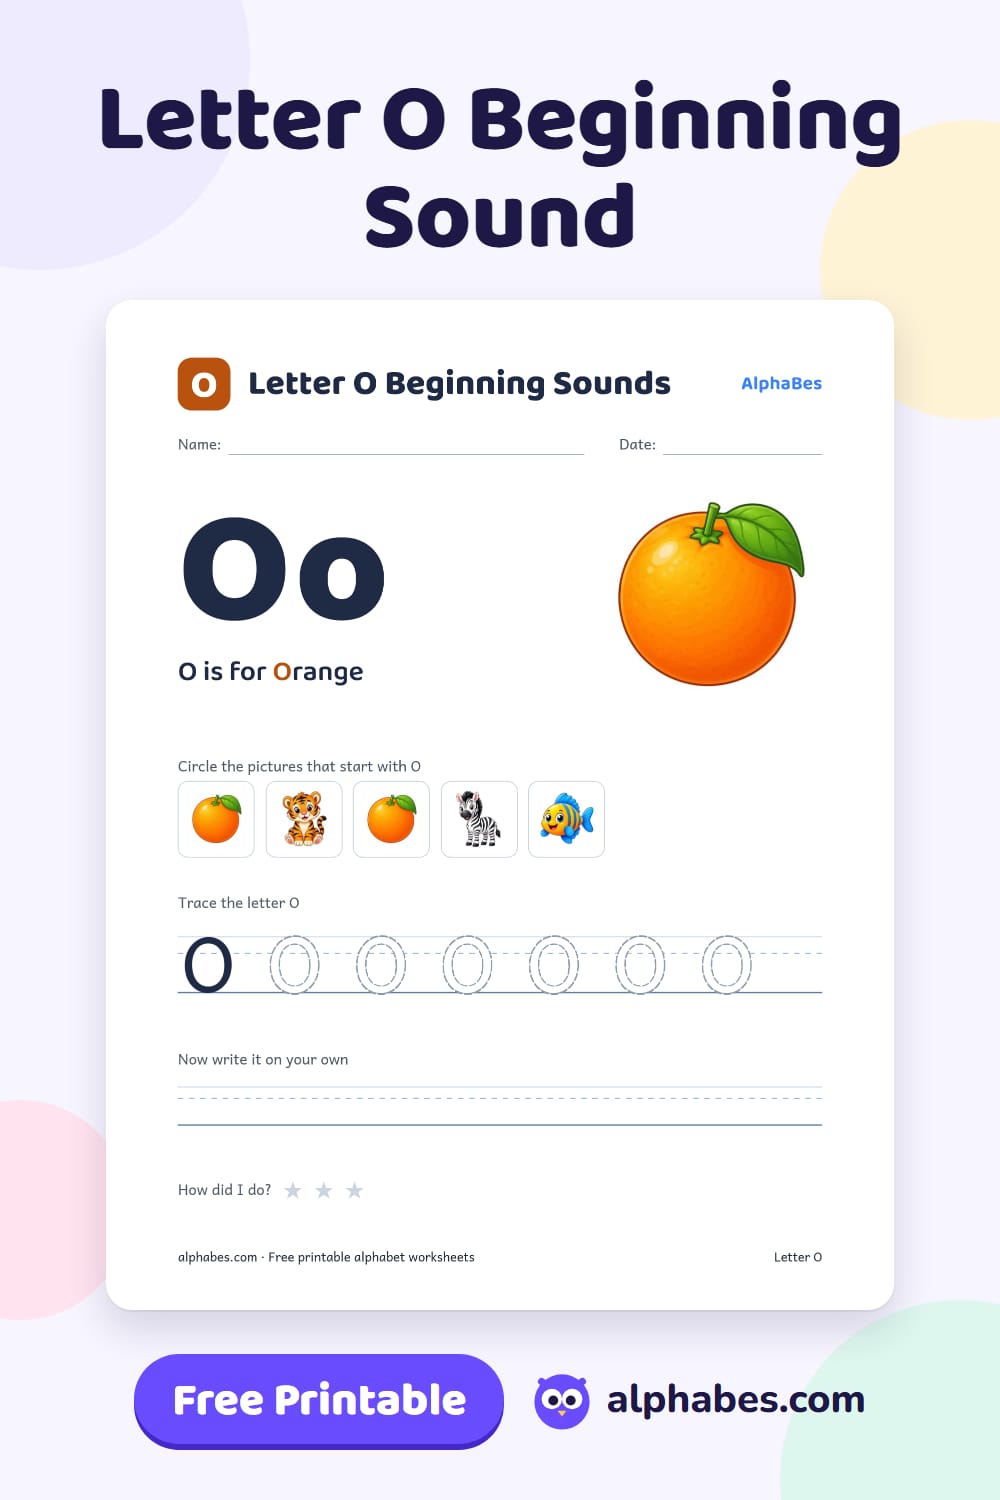 Letter O Beginning
Sound
O
Letter O Beginning Sounds
AlphaBes
Name:
Date:
Oo
O is for Orange
Circle the pictures that start with O
Trace the letter O
O O O O O O O
Now write it on your own
How did I do?
alphabes.com · Free printable alphabet worksheets
Letter O
Free Printable
alphabes.com